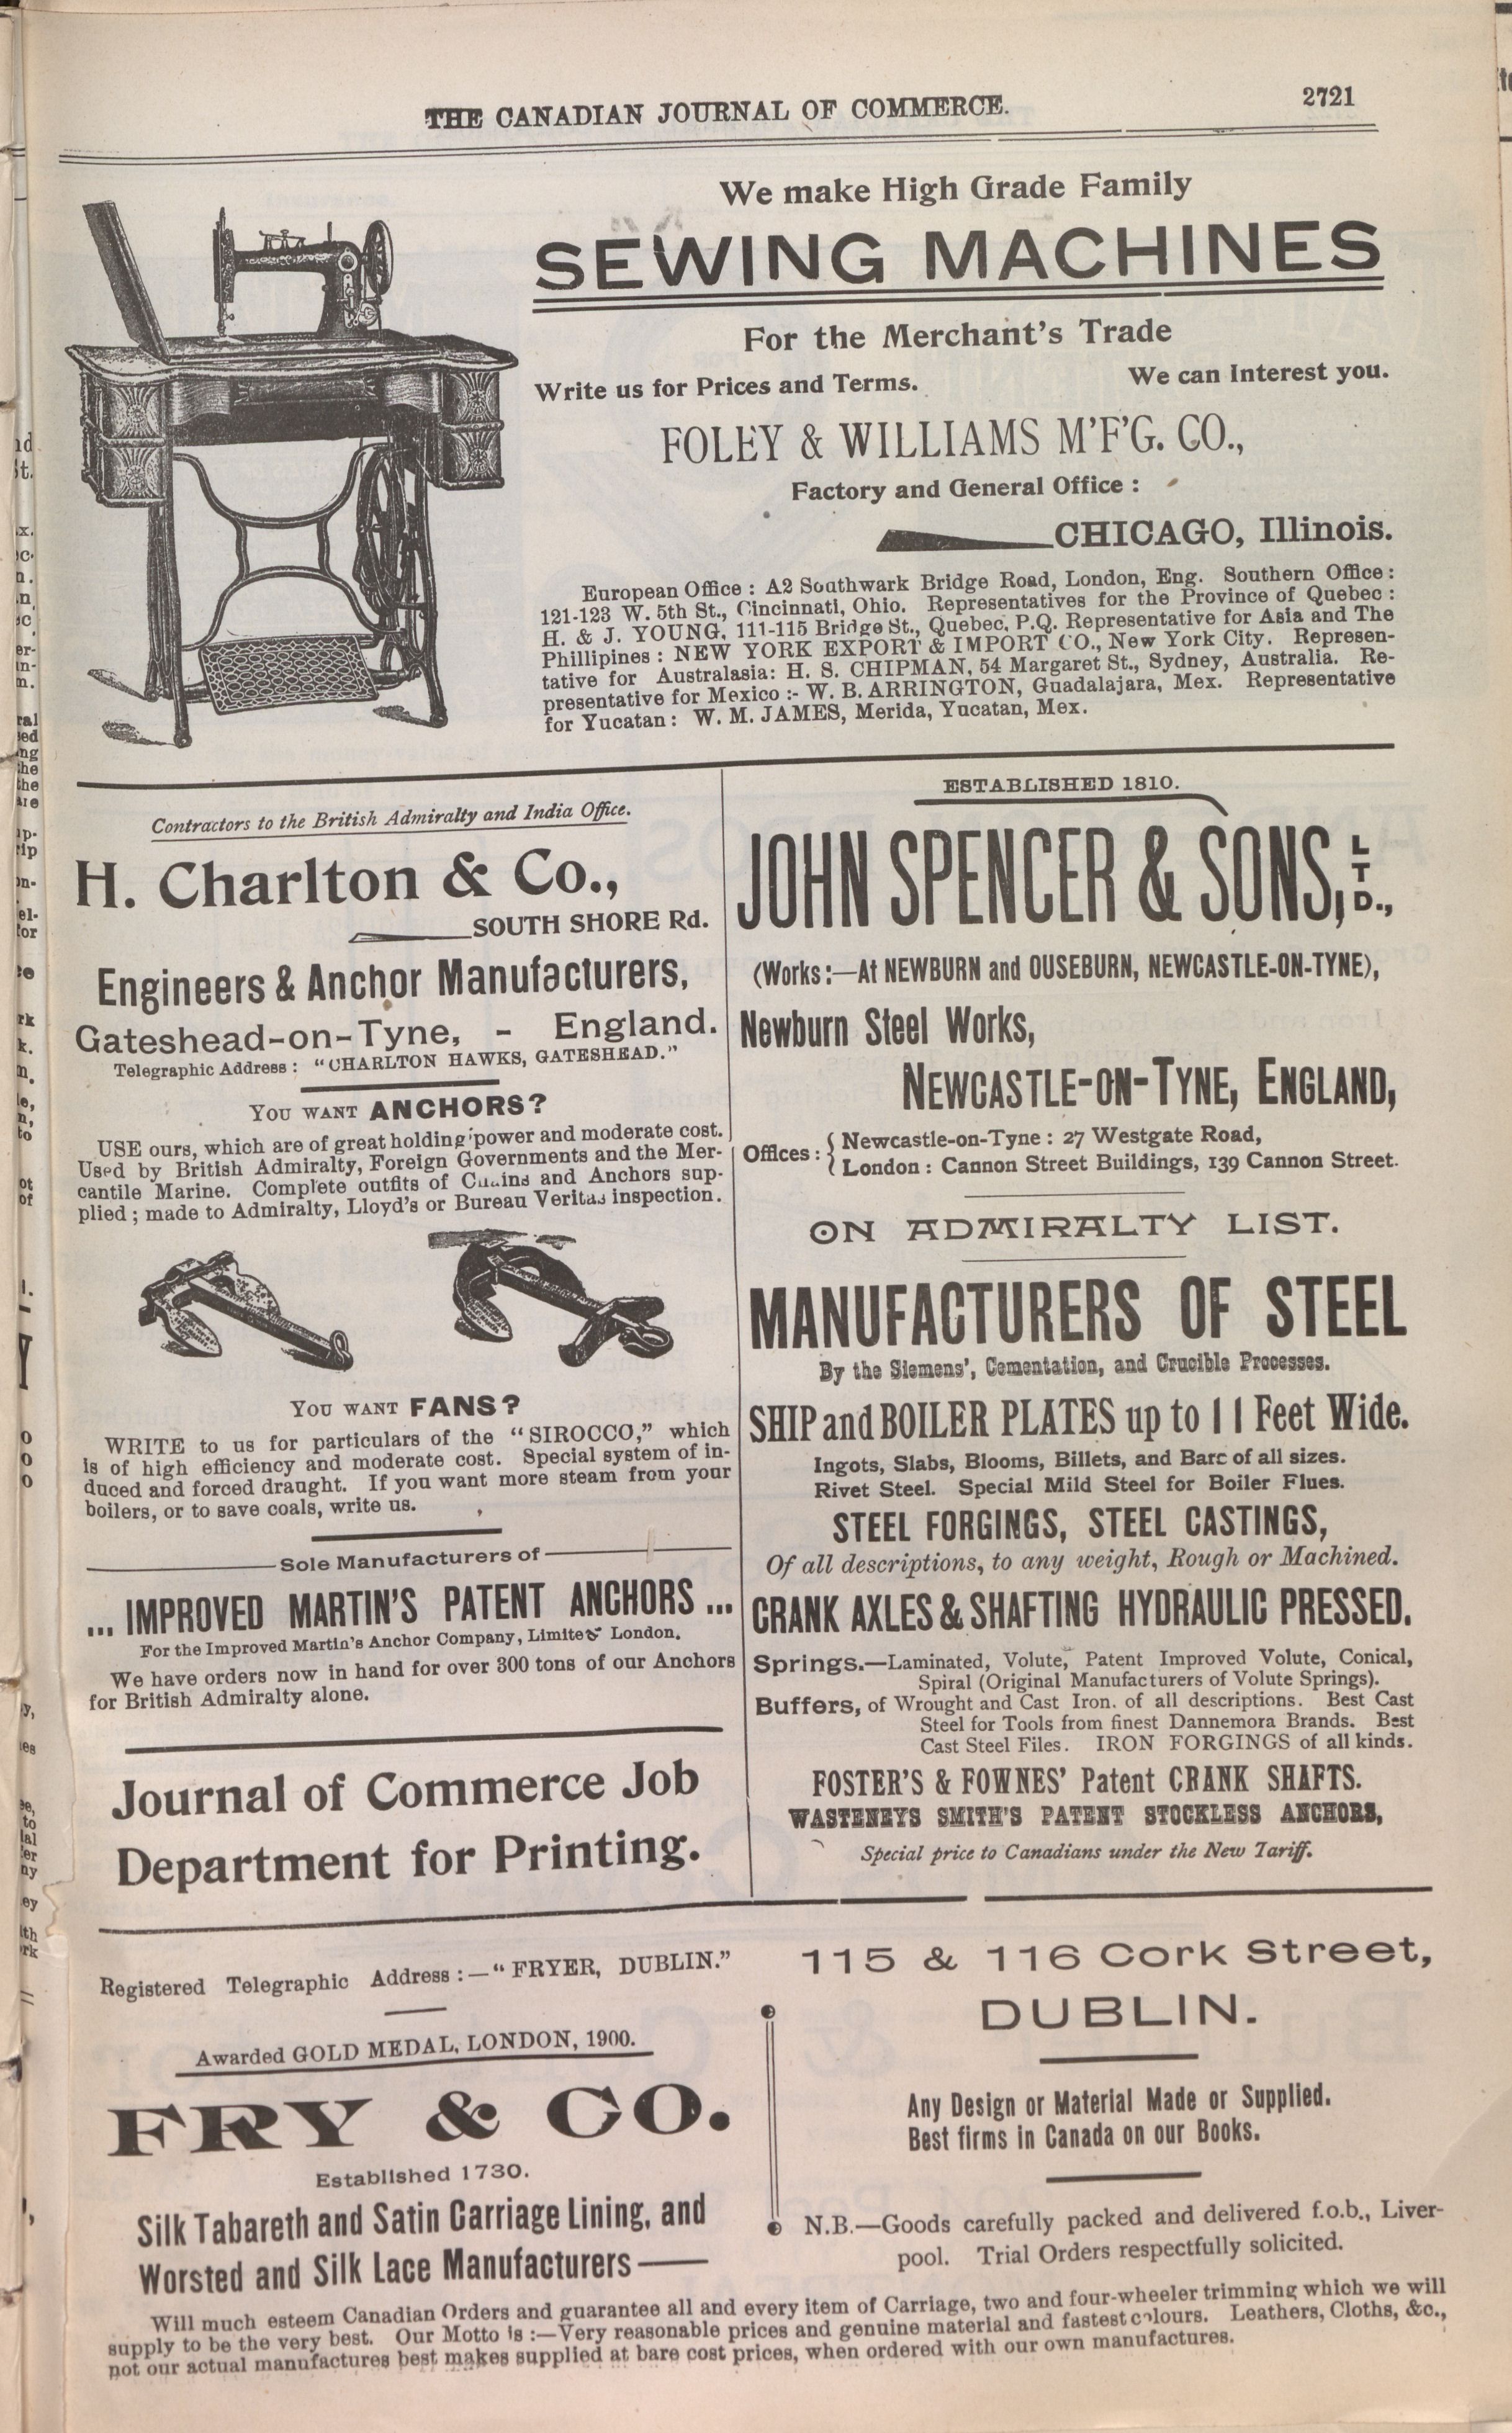 THE CANADIAN JOURNAL OF COMMERCE.
2721
We make High Grade Family
SEWING MACHINES
For the Merchant's Trade
Write us for Prices and Terms. We can Interest you.
FOLEY & WILLIAMS M'F'G. CO.,
Factory and General Office :
CHICAGO, Illinois.
European Office : A2 Southwark Bridge Road, London, Eng. Southern Office :
121-123 W. 5th St., Cincinnati, Ohio. Representatives for the Province of Quebec :
H. & J. YOUNG, 111-115 Bridge St., Quebec, P.Q. Representative for Asia and The
Phillipines : NEW YORK EXPORT & IMPORT CO., New York City. Represen-
tative for Australasia: H. S. CHIPMAN, 54 Margaret St., Sydney, Australia. Re-
presentative for Mexico :- W. B. ARRINGTON, Guadalajara, Mex. Representative
for Yucatan : W. M. JAMES, Merida, Yucatan, Mex.
Contractors to the British Admiralty and India Office.
H. Charlton & Co.,
SOUTH SHORE Rd.
Engineers & Anchor Manufacturers,
Gateshead-on-Tyne, - England.
Telegraphic Address : "CHARLTON HAWKS, GATESHEAD."
YOU WANT ANCHORS?
USE ours, which are of great holding power and moderate cost.
Used by British Admiralty, Foreign Governments and the Mer-
cantile Marine. Complete outfits of Chains and Anchors sup-
plied ; made to Admiralty, Lloyd's or Bureau Veritas inspection.
YOU WANT FANS?
WRITE to us for particulars of the "SIROCCO," which
is of high efficiency and moderate cost. Special system of in-
duced and forced draught. If you want more steam from your
boilers, or to save coals, write us.
Sole Manufacturers of
... IMPROVED MARTIN'S PATENT ANCHORS ...
For the Improved Martin's Anchor Company, Limited London.
We have orders now in hand for over 300 tons of our Anchors
for British Admiralty alone.
Journal of Commerce Job
Department for Printing.
ESTABLISHED 1810.
JOHN SPENCER & SONS, LTD.,
(Works :—At NEWBURN and OUSEBURN, NEWCASTLE-ON-TYNE),
Newburn Steel Works,
NEWCASTLE-ON-TYNE, ENGLAND,
Offices : { Newcastle-on-Tyne : 27 Westgate Road,
London : Cannon Street Buildings, 139 Cannon Street.
ON ADMIRALTY LIST.
MANUFACTURERS OF STEEL
By the Siemens', Cementation, and Crucible Processes.
SHIP and BOILER PLATES up to 11 Feet Wide.
Ingots, Slabs, Blooms, Billets, and Barc of all sizes.
Rivet Steel. Special Mild Steel for Boiler Flues.
STEEL FORGINGS, STEEL CASTINGS,
Of all descriptions, to any weight, Rough or Machined.
CRANK AXLES & SHAFTING HYDRAULIC PRESSED.
Springs.—Laminated, Volute, Patent Improved Volute, Conical,
Spiral (Original Manufacturers of Volute Springs).
Buffers, of Wrought and Cast Iron. of all descriptions. Best Cast
Steel for Tools from finest Dannemora Brands. Best
Cast Steel Files. IRON FORGINGS of all kinds.
FOSTER'S & FOWNES' Patent CRANK SHAFTS.
WASTENEYS SMITH'S PATENT STOCKLESS ANCHORS,
Special price to Canadians under the New Tariff.
Registered Telegraphic Address :—"FRYER, DUBLIN."
Awarded GOLD MEDAL, LONDON, 1900.
FRY & CO.
Established 1730.
Silk Tabareth and Satin Carriage Lining, and
Worsted and Silk Lace Manufacturers
115 & 116 Cork Street,
DUBLIN.
Any Design or Material Made or Supplied.
Best firms in Canada on our Books.
N.B.—Goods carefully packed and delivered f.o.b., Liver-
pool. Trial Orders respectfully solicited.
Will much esteem Canadian Orders and guarantee all and every item of Carriage, two and four-wheeler trimming which we will
supply to be the very best. Our Motto is :—Very reasonable prices and genuine material and fastest colours. Leathers, Cloths, &c.,
not our actual manufactures best makes supplied at bare cost prices, when ordered with our own manufactures.